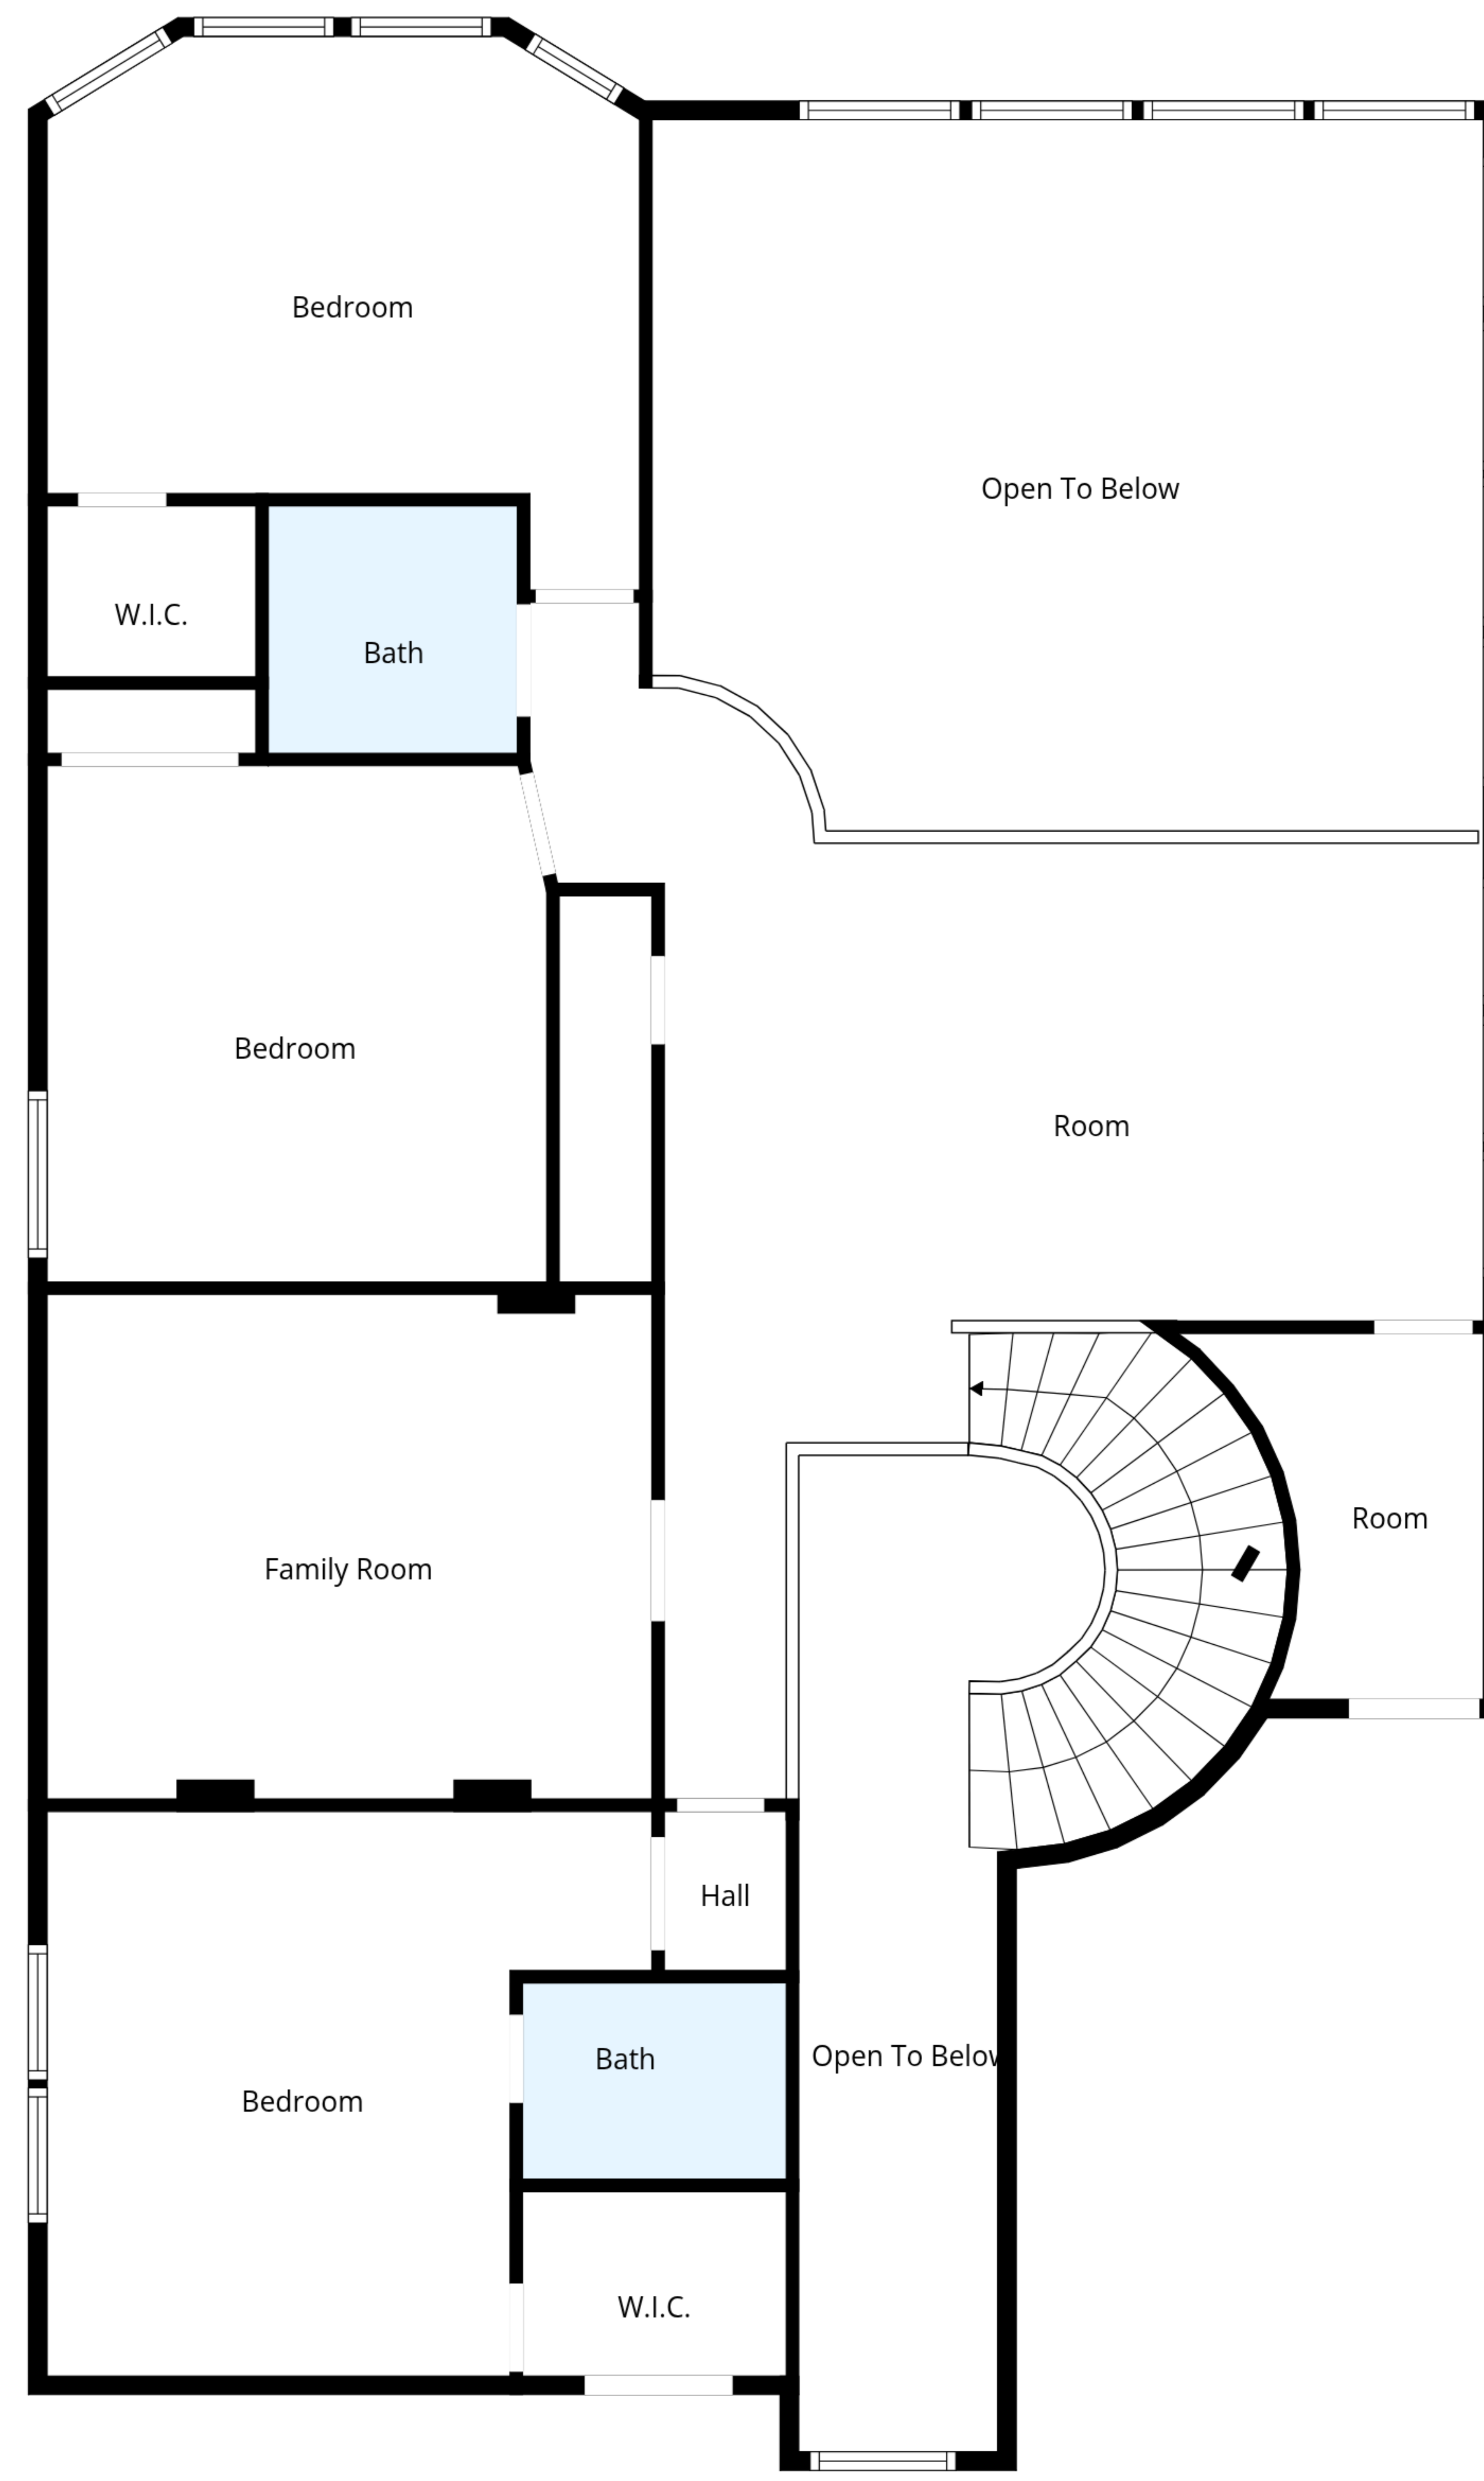 Bedroom
Open To Below
W.I.C.
Bath
Bedroom
Room
Room
Family Room
Hall
Bath
Open To Below
Bedroom
W.I.C.